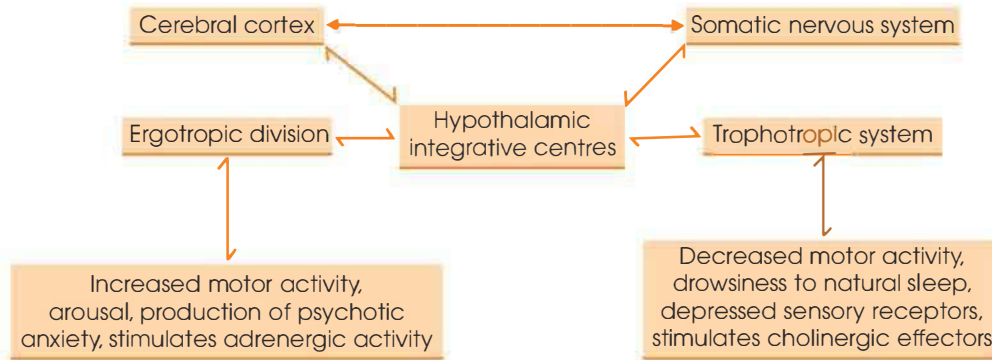 Cerebral cortex
Somatic nervous system
Hypothalamic
integrative centres
Ergotropic division
Trophotropic system
Increased motor activity,
arousal, production of psychotic
anxiety, stimulates adrenergic activity
Decreased motor activity,
drowsiness to natural sleep,
depressed sensory receptors,
stimulates cholinergic effectors